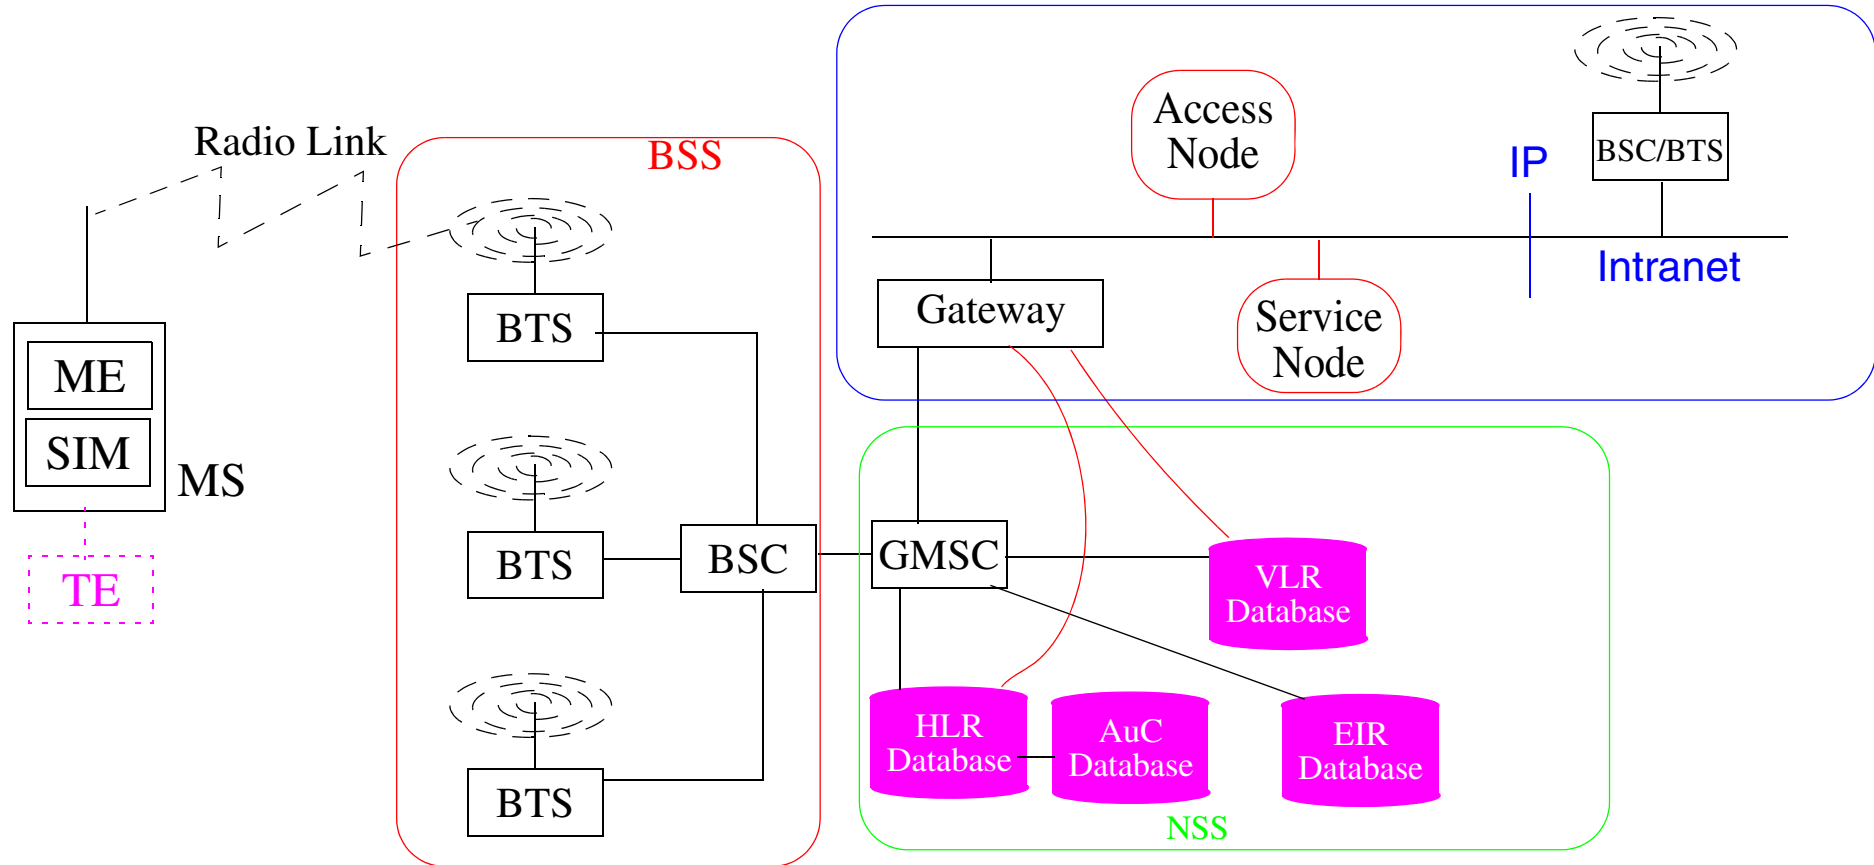 Radio Link
BSS
Access
Node
IP
BSC/BTS
Intranet
BTS
Gateway
Service
Node
ME
SIM
MS
TE
BTS
BSC
GMSC
VLR
Database
HLR
Database
AuC
Database
EIR
Database
BTS
NSS